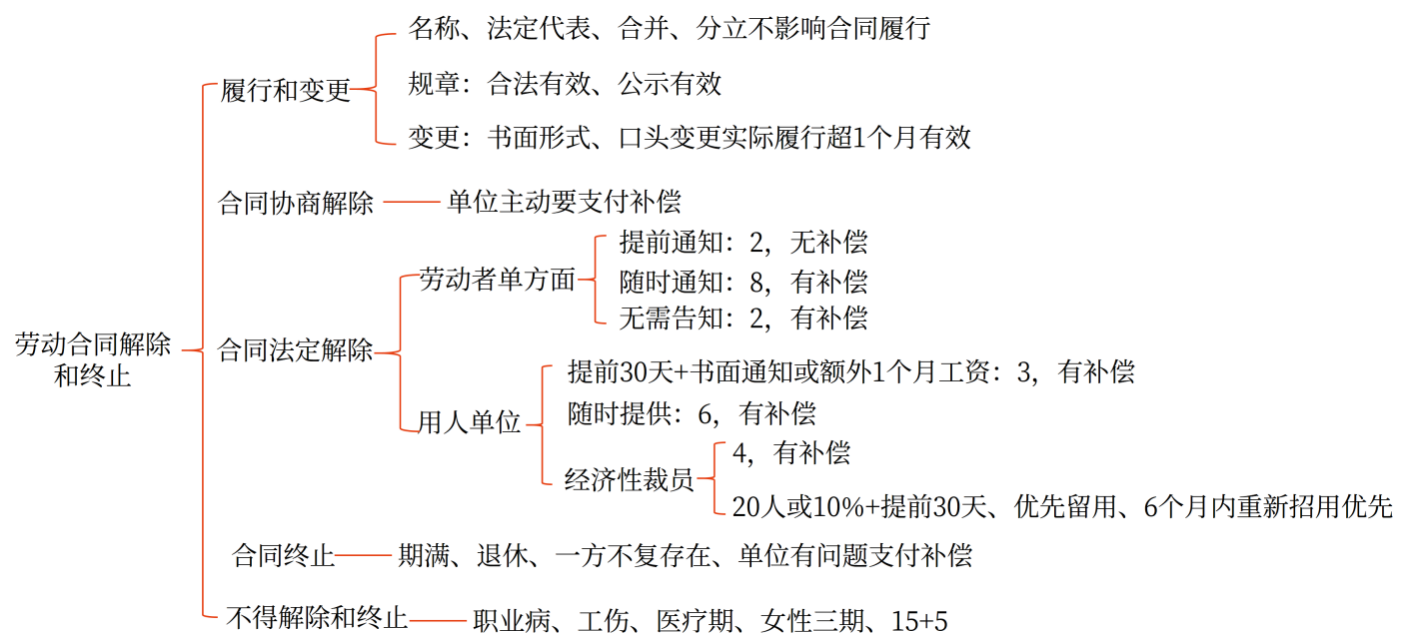 名称、法定代表、合并、分立不影响合同履行
履行和变更
规章：合法有效、公示有效
变更：书面形式、口头变更实际履行超1个月有效
合同协商解除
单位主动要支付补偿
提前通知：2，无补偿
劳动者单方面
随时通知：8，有补偿
无需告知：2，有补偿
劳动合同解除
和终止
合同法定解除
提前30天+书面通知或额外1个月工资：3，有补偿
用人单位
随时提供：6，有补偿
4，有补偿
经济性裁员
20人或10%+提前30天、优先留用、6个月内重新招用优先
合同终止
期满、退休、一方不复存在、单位有问题支付补偿
不得解除和终止
职业病、工伤、医疗期、女性三期、15+5